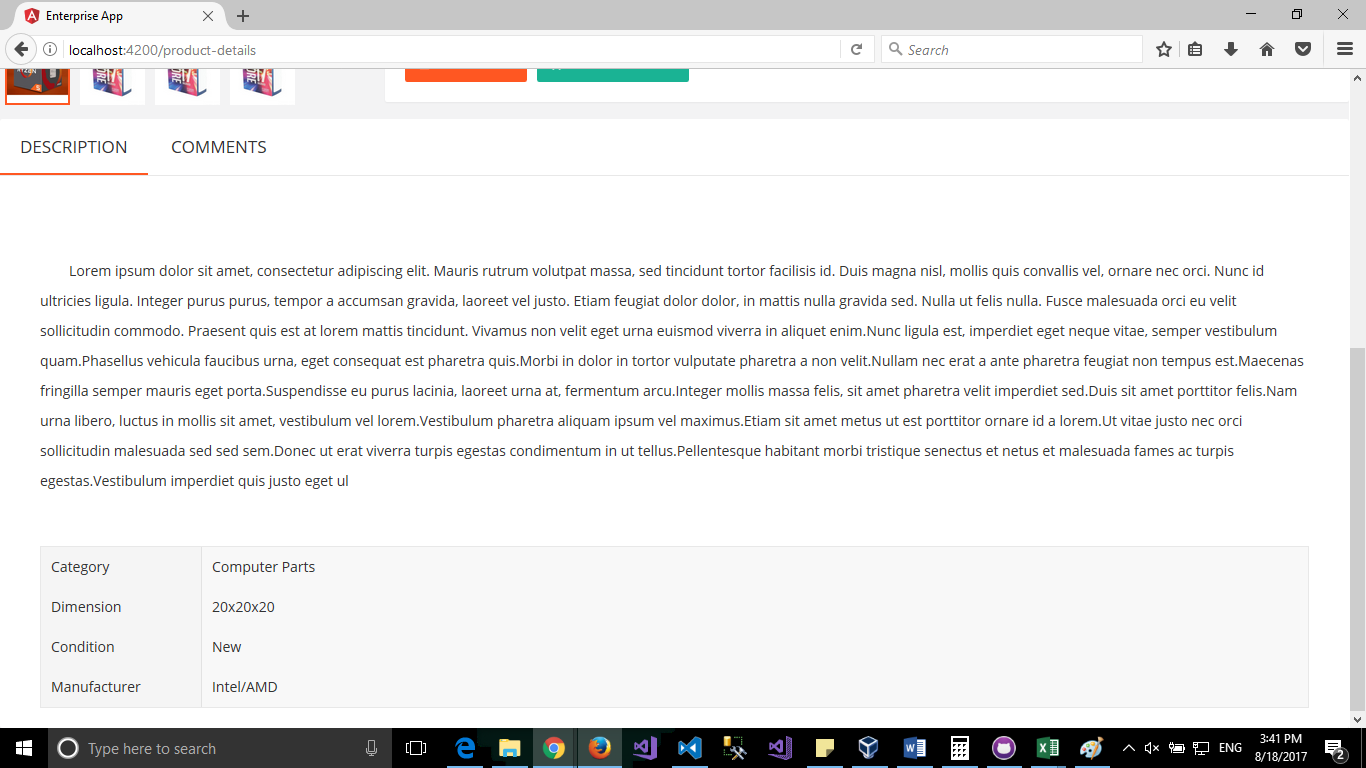 Enterprise App
localhost:4200/product-details
Search
RYZEN
5
DESCRIPTION COMMENTS
Lorem ipsum dolor sit amet, consectetur adipiscing elit. Mauris rutrum volutpat massa, sed tincidunt tortor facilisis id. Duis magna nisl, mollis quis convallis vel, ornare nec orci. Nunc id
ultricies ligula. Integer purus purus, tempor a accumsan gravida, laoreet vel justo. Etiam feugiat dolor dolor, in mattis nulla gravida sed. Nulla ut felis nulla. Fusce malesuada orci eu velit
sollicitudin commodo. Praesent quis est at lorem mattis tincidunt. Vivamus non velit eget urna euismod viverra in aliquet enim.Nunc ligula est, imperdiet eget neque vitae, semper vestibulum
quam.Phasellus vehicula faucibus urna, eget consequat est pharetra quis.Morbi in dolor in tortor vulputate pharetra a non velit.Nullam nec erat a ante pharetra feugiat non tempus est.Maecenas
fringilla semper mauris eget porta.Suspendisse eu purus lacinia, laoreet urna at, fermentum arcu.Integer mollis massa felis, sit amet pharetra velit imperdiet sed.Duis sit amet porttitor felis.Nam
urna libero, luctus in mollis sit amet, vestibulum vel lorem.Vestibulum pharetra aliquam ipsum vel maximus.Etiam sit amet metus ut est porttitor ornare id a lorem.Ut vitae justo nec orci
sollicitudin malesuada sed sed sem.Donec ut erat viverra turpis egestas condimentum in ut tellus.Pellentesque habitant morbi tristique senectus et netus et malesuada fames ac turpis
egestas.Vestibulum imperdiet quis justo eget ul
Category Computer Parts
Dimension 20x20x20
Condition New
Manufacturer Intel/AMD
Type here to search
ENG
3:41 PM
8/18/2017
2